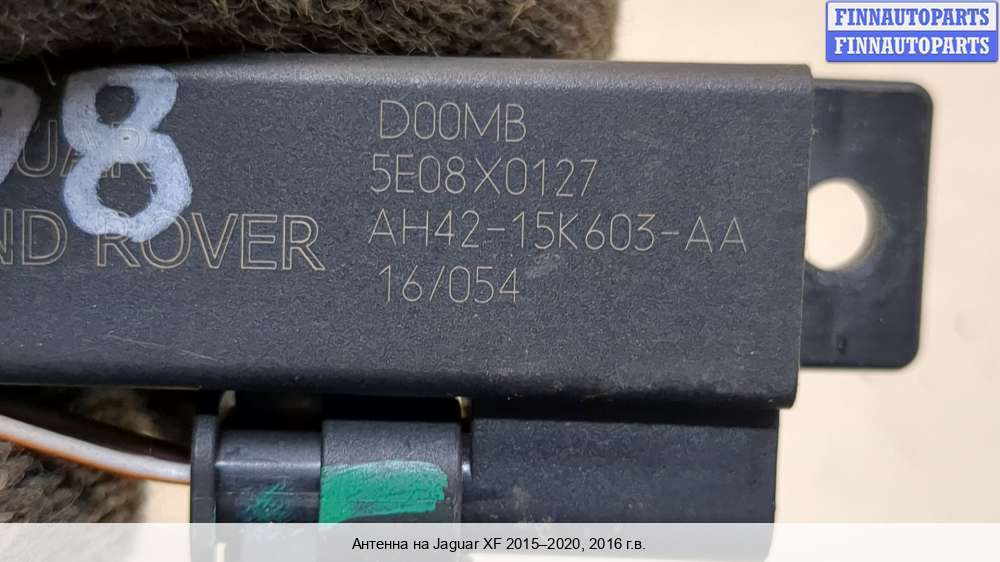 FINNAUTOPARTS
FINNAUTOPARTS
98
UAR
ND ROVER
D00MB
5E08X0127
AH42-15K603-AA
16/054
Антенна на Jaguar XF 2015–2020, 2016 г.в.